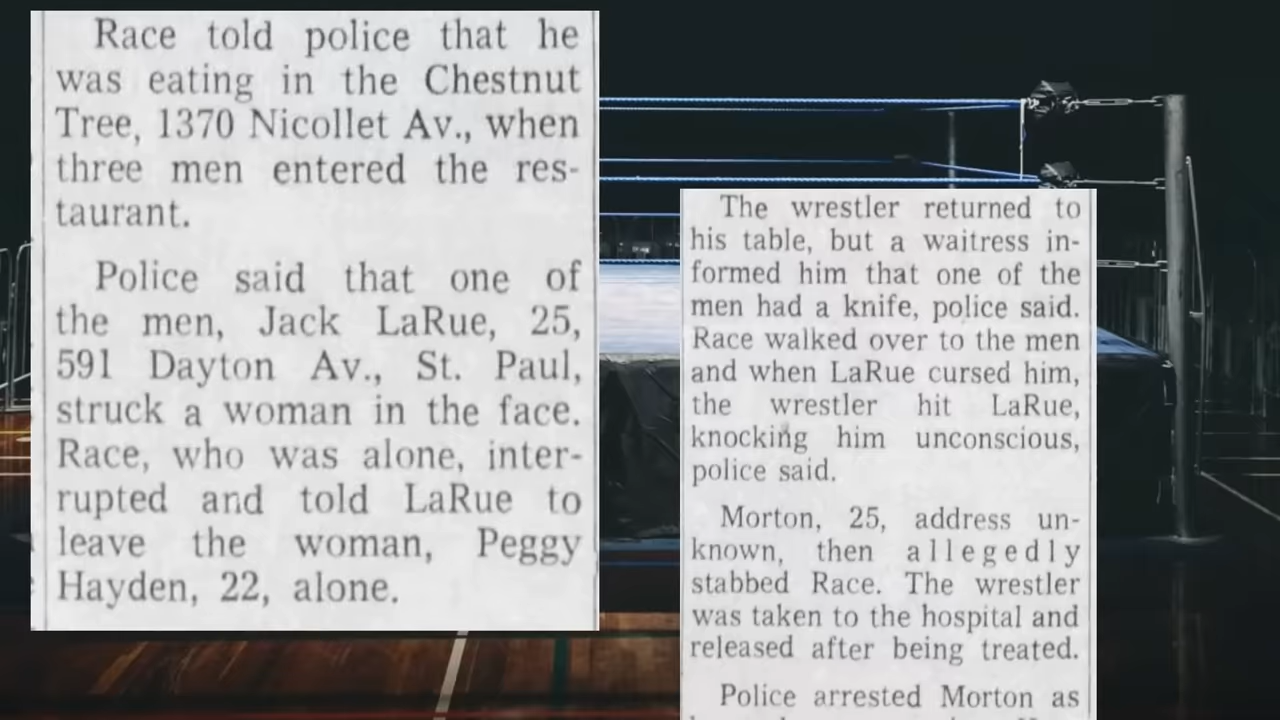 Race told police that he
was eating in the Chestnut
Tree, 1370 Nicollet Av., when
three men entered the res-
taurant.
Police said that one of
the men, Jack LaRue, 25,
591 Dayton Av., St. Paul,
struck a woman in the face.
Race, who was alone, inter-
rupted and told LaRue to
leave the woman, Peggy
Hayden, 22, alone.
The wrestler returned to
his table, but a waitress in-
formed him that one of the
men had a knife, police said.
Race walked over to the men
and when LaRue cursed him,
the wrestler hit LaRue,
knocking him unconscious,
police said.
Morton, 25, address un-
known, then allegedly
stabbed Race. The wrestler
was taken to the hospital and
released after being treated.
Police arrested Morton as